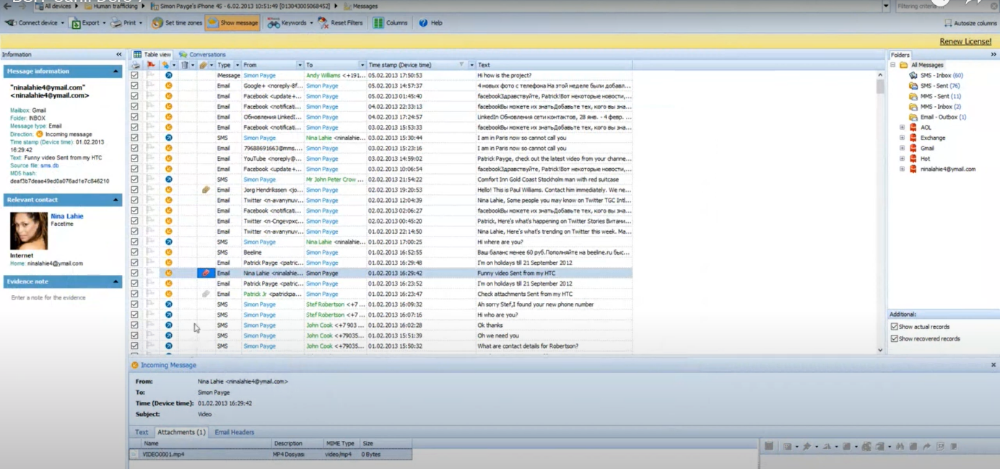 All devices Human trafficking Simon Payge's iPhone 4S - 6.02.2013 10:51:49 [013043005068452] Messages
Connect device Export Print Set time zones Show message Keywords Reset Filters Columns Help Autosize columns
Renew License!
Information
Message information
"ninalahie4@ymail.com"
<ninalahie4@ymail.com>
Mailbox: Gmail
Folder: INBOX
Message type: Email
Direction: Incoming message
Time stamp (Device time): 01.02.2013
16:29:42
Text: Funny video Sent from my HTC
Source file: sms.db
MD5 hash:
deaf3b7deae49ed0a076ad1e7c846210
Relevant contact
Nina Lahie
Facetime
Internet
Home: ninalahie4@ymail.com
Evidence note
Enter a note for the evidence
Table view Conversations
Type From To Time stamp (Device time) Text
iMessage Simon Payge Andy Williams <+191... 05.02.2013 17:50:53 Hi how is the project?
Email Google+ <noreply-8f... Simon Payge 05.02.2013 14:57:37 4 новых фото с телефона На этой неделе были добавл...
Email Facebook <update+... Simon Payge 05.02.2013 01:45:40 facebookЗдравствуйте, Patrick!Вот некоторые новости,...
Email Facebook <notificati... Simon Payge 04.02.2013 22:33:13 facebookВы можете их знатьДобавьте тех, кого вы зна...
Email Обновления LinkedI... Simon Payge 04.02.2013 17:24:57 LinkedIn Обновления сети контактов, 28 янв. - 4 февр. ...
Email Facebook <notificati... Simon Payge 03.02.2013 15:53:33 facebookВы можете их знатьДобавьте тех, кого вы зна...
SMS Simon Payge Nina Lahie <ninalahie... 03.02.2013 15:30:44 I am in Paris now so cannot call you
Email 79688691663@mms.... Simon Payge 03.02.2013 15:23:16 I am in Paris now so cannot call you
Email YouTube <noreply@... Simon Payge 03.02.2013 14:59:02 Patrick Payge, check out the latest video from your channe...
Email Facebook <update+... Simon Payge 03.02.2013 10:06:54 facebookЗдравствуйте, Patrick!Вот некоторые новости,...
SMS Simon Payge Mr John Peter Crow ... 02.02.2013 21:54:22 Comfort Inn Gold Coast Stockholm man with red suitcase
Email Jorg Hendrikssen <jo... Simon Payge 02.02.2013 19:20:53 Hello! This is Paul Williams. Contact him immediately. We ne...
Email Twitter <n-avanynuv... Simon Payge 02.02.2013 12:04:39 Nina Lahie, Some people you may know on Twitter TGC Intl...
Email Facebook <notificati... Simon Payge 02.02.2013 02:06:27 facebookВы можете их знатьДобавьте тех, кого вы зна...
Email Twitter <n-Cngevpxc... Simon Payge 02.02.2013 00:45:20 Patrick, Here's what's happening on Twitter Stories Витани...
Email Twitter <n-avanynuv... Simon Payge 01.02.2013 22:14:50 Nina Lahie, Here's what's trending on Twitter this week. Ma...
SMS Simon Payge Nina Lahie <ninalahie... 01.02.2013 17:00:25 Hi where are you?
SMS Beeline Simon Payge 01.02.2013 16:52:55 Ваш баланс менее 60 руб.Пополняйте на beeline.ru быс...
Email Patrick Payge <patric... Simon Payge 01.02.2013 16:29:48 I'm on holidays till 21 September 2012
Email Nina Lahie <ninalahie... Simon Payge 01.02.2013 16:29:42 Funny video Sent from my HTC
Email Patrick Payge <patric... Simon Payge 01.02.2013 16:23:52 I'm on holidays till 21 September 2012
Email Patrick Jr <patrickpa... Simon Payge 01.02.2013 16:23:47 Check attachments Sent from my HTC
SMS Simon Payge Stef Robertson <+7 ... 01.02.2013 16:09:32 Ah sorry Stef,I found your new phone number
SMS Simon Payge Stef Robertson <+7 ... 01.02.2013 16:07:16 Hi who are you?
SMS Simon Payge John Cook <+7 903 ... 01.02.2013 16:02:28 Ok thanks
SMS Simon Payge John Cook <+79035... 01.02.2013 15:51:39 Oh we need you
SMS Simon Payge John Cook <+79035... 01.02.2013 15:50:32 What are contact details for Robertson?
Folders
All Messages
SMS - Inbox (60)
SMS - Sent (76)
MMS - Sent (11)
MMS - Inbox (2)
Email - Outbox (1)
AOL
Exchange
Gmail
Hot
ninalahie4@ymail.com
Additional:
Show actual records
Show recovered records
Incoming Message
From: Nina Lahie <ninalahie4@ymail.com>
To: Simon Payge
Time (Device time): 01.02.2013 16:29:42
Subject: Video
Text Attachments (1) Email Headers
Name Description MIME Type Size
VIDEO0001.mp4 MP4 Dosyası video/mp4 0 Bytes